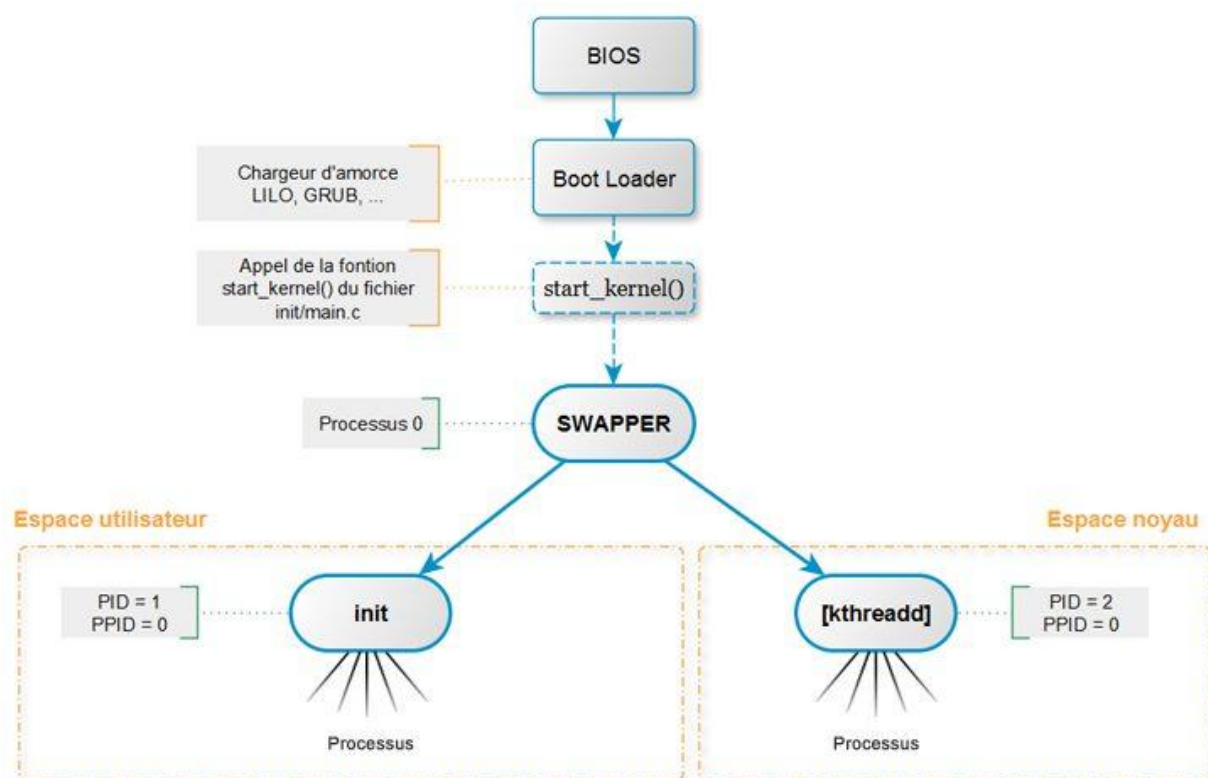 BIOS
Chargeur d'amorce
LILO, GRUB, ...
Boot Loader
Appel de la fontion
start_kernel() du fichier
init/main.c
start_kernel()
Processus 0
SWAPPER
Espace utilisateur
Espace noyau
PID = 1
PPID = 0
init
[kthreadd]
PID = 2
PPID = 0
Processus
Processus